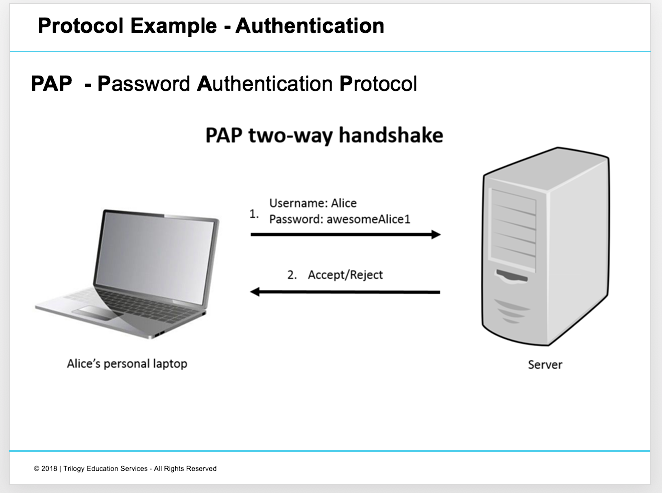 Protocol Example - Authentication
PAP - Password Authentication Protocol
PAP two-way handshake
1. Username: Alice
Password: awesomeAlice1
2. Accept/Reject
Alice's personal laptop
Server
© 2018 | Trilogy Education Services - All Rights Reserved